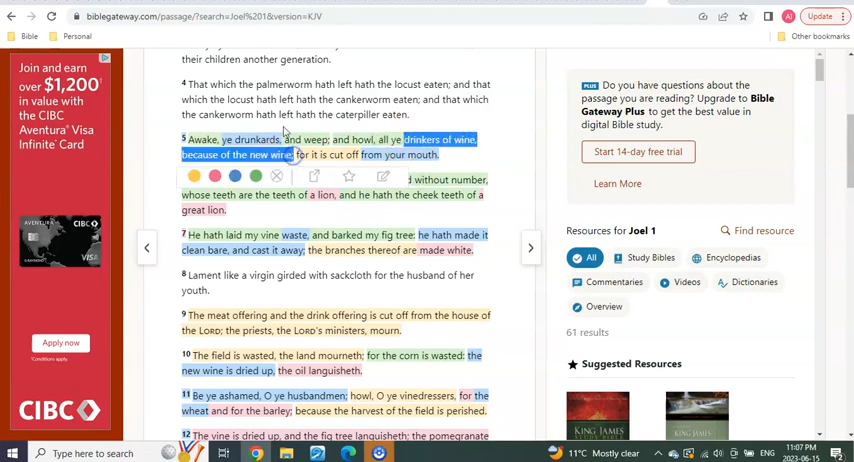 biblegateway.com/passage/?search=Joel%201&version=KJV
AI
Update
Bible
Personal
Other bookmarks
their children another generation.
4 That which the palmerworm hath left hath the locust eaten; and that
which the locust hath left hath the cankerworm eaten; and that which
the cankerworm hath left hath the caterpiller eaten.
5 Awake, ye drunkards, and weep; and howl, all ye drinkers of wine,
because of the new wine; for it is cut off from your mouth.
without number,
whose teeth are the teeth of a lion, and he hath the cheek teeth of a
great lion.
7 He hath laid my vine waste, and barked my fig tree: he hath made it
clean bare, and cast it away; the branches thereof are made white.
8 Lament like a virgin girded with sackcloth for the husband of her
youth.
9 The meat offering and the drink offering is cut off from the house of
the LORD; the priests, the LORD's ministers, mourn.
10 The field is wasted, the land mourneth; for the corn is wasted: the
new wine is dried up, the oil languisheth.
11 Be ye ashamed, O ye husbandmen; howl, O ye vinedressers, for the
wheat and for the barley; because the harvest of the field is perished.
12 The vine is dried up, and the fig tree languisheth; the pomegranate
Join and earn
over $1,200†
in value with
the CIBC
Aventura® Visa
Infinite* Card
AVENTURA
CIBC
VISA
Apply now
†Conditions apply.
CIBC
PLUS Do you have questions about the
passage you are reading? Upgrade to Bible
Gateway Plus to get the best value in
digital Bible study.
Start 14-day free trial
Learn More
Resources for Joel 1
Find resource
All
Study Bibles
Encyclopedias
Commentaries
Videos
Dictionaries
Overview
61 results
Suggested Resources
KING JAMES
KING JAMES
Type here to search
11°C Mostly clear
ENG
11:07 PM
2023-06-15
2